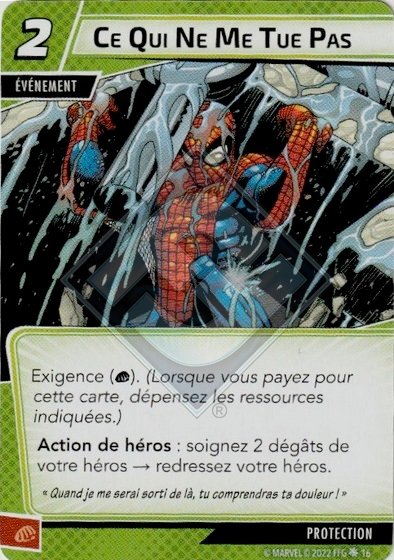 2
CE QUI NE ME TUE PAS
ÉVÉNEMENT
Exigence (). (Lorsque vous payez pour
cette carte, dépensez les ressources
indiquées.)
®
Action de héros : soignez 2 dégâts de
votre héros → redressez votre héros.
« Quand je me serai sorti de là, tu comprendras ta douleur ! »
© MARVEL © 2022 FFG 16
PROTECTION